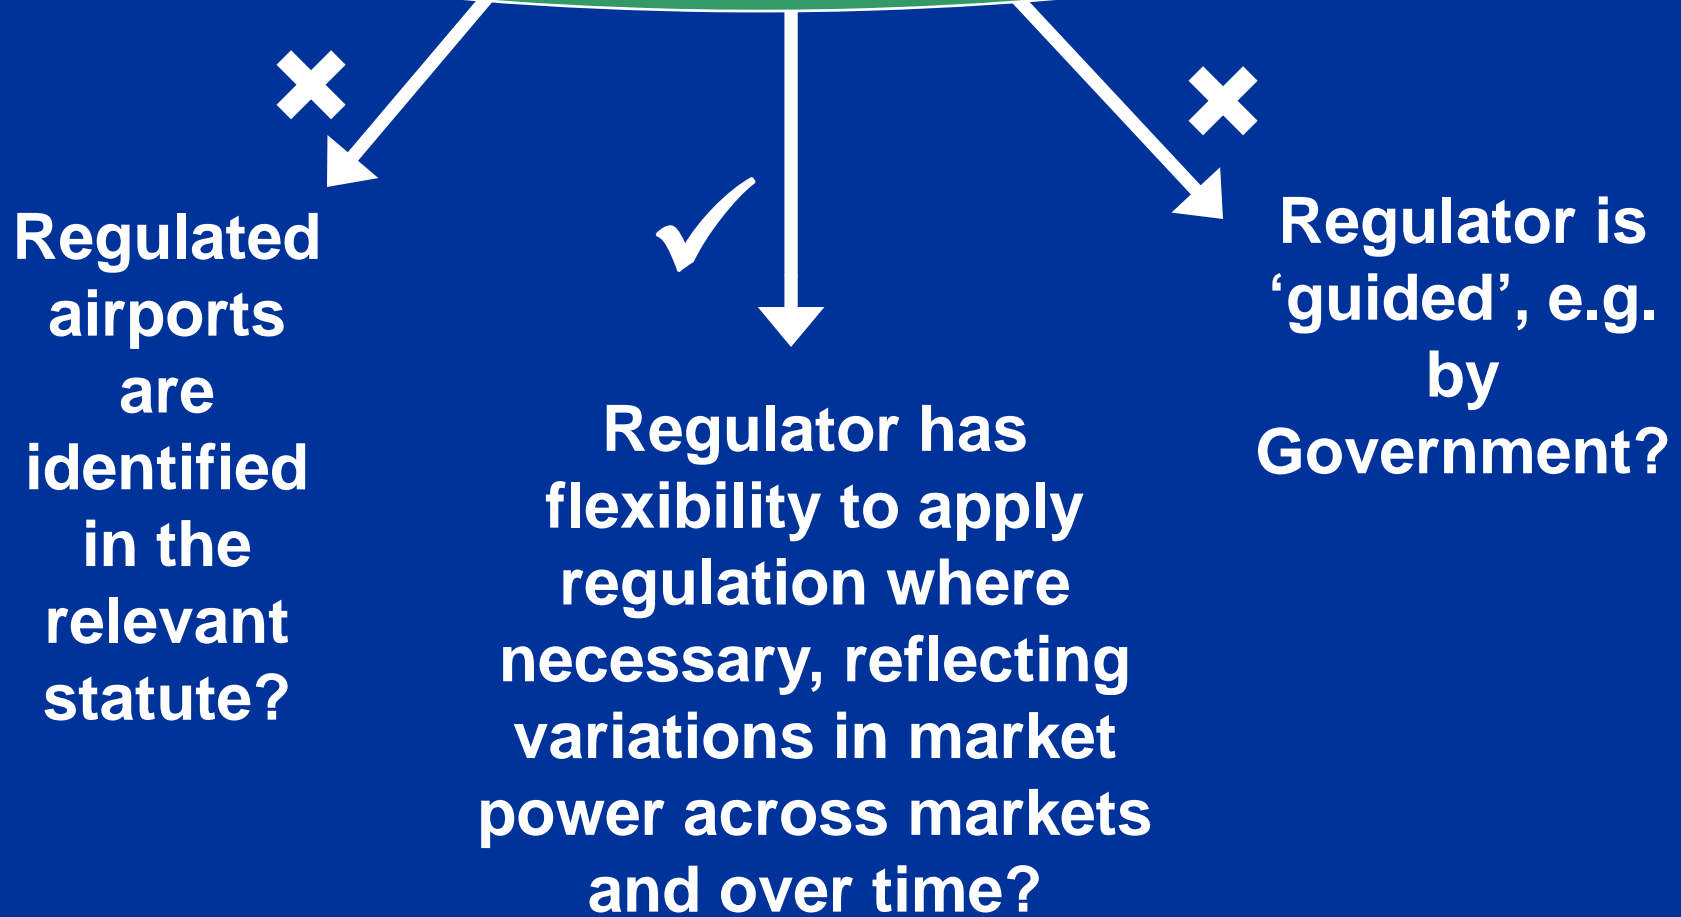 Regulated
airports
are
identified
in the
relevant
statute?
Regulator has
flexibility to apply
regulation where
necessary, reflecting
variations in market
power across markets
and over time?
Regulator is
‘guided’, e.g.
by
Government?